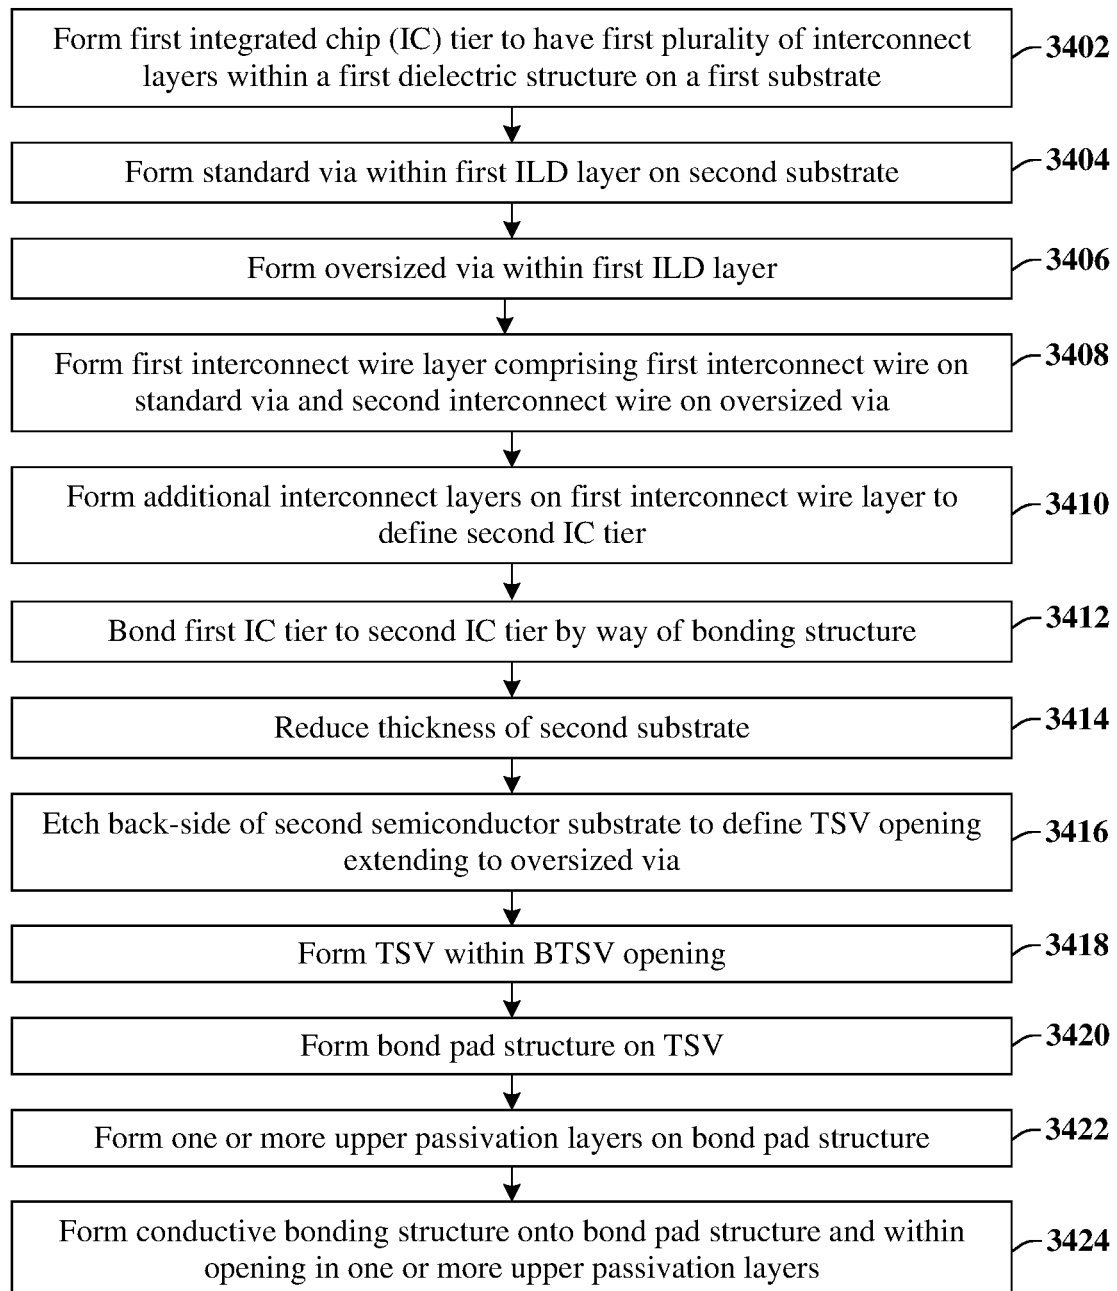 Form first integrated chip (IC) tier to have first plurality of interconnect
layers within a first dielectric structure on a first substrate
3402
Form standard via within first ILD layer on second substrate
3404
Form oversized via within first ILD layer
3406
Form first interconnect wire layer comprising first interconnect wire on
standard via and second interconnect wire on oversized via
3408
Form additional interconnect layers on first interconnect wire layer to
define second IC tier
3410
Bond first IC tier to second IC tier by way of bonding structure
3412
Reduce thickness of second substrate
3414
Etch back-side of second semiconductor substrate to define TSV opening
extending to oversized via
3416
Form TSV within BTSV opening
3418
Form bond pad structure on TSV
3420
Form one or more upper passivation layers on bond pad structure
3422
Form conductive bonding structure onto bond pad structure and within
opening in one or more upper passivation layers
3424